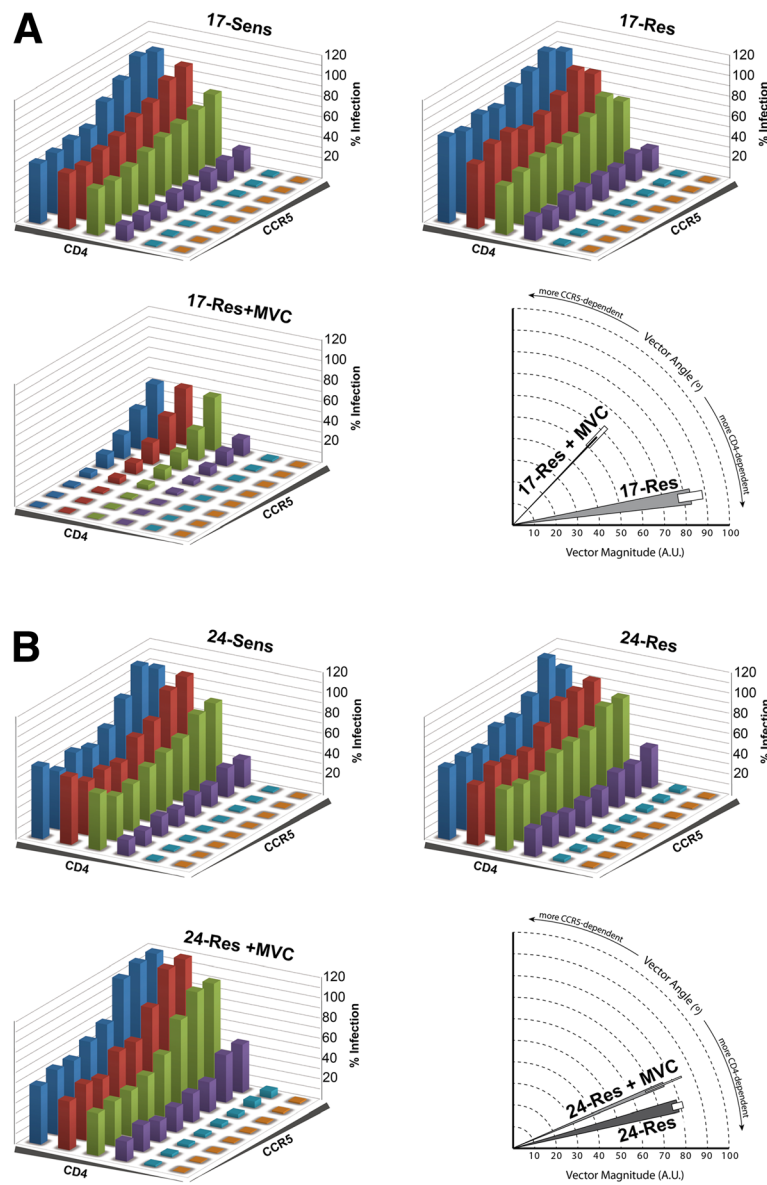 A
17-Sens
120
100
80
60
40
20
% Infection
CD4
CCR5
17-Res
120
100
80
60
40
20
% Infection
CD4
CCR5
17-Res+MVC
120
100
80
60
40
20
% Infection
CD4
CCR5
more CCR5-dependent
Vector Angle (º)
more CD4-dependent
17-Res + MVC
17-Res
10 20 30 40 50 60 70 80 90 100
Vector Magnitude (A.U.)
B
24-Sens
120
100
80
60
40
20
% Infection
CD4
CCR5
24-Res
120
100
80
60
40
20
% Infection
CD4
CCR5
24-Res +MVC
120
100
80
60
40
20
% Infection
CD4
CCR5
more CCR5-dependent
Vector Angle (º)
more CD4-dependent
24-Res + MVC
24-Res
10 20 30 40 50 60 70 80 90 100
Vector Magnitude (A.U.)